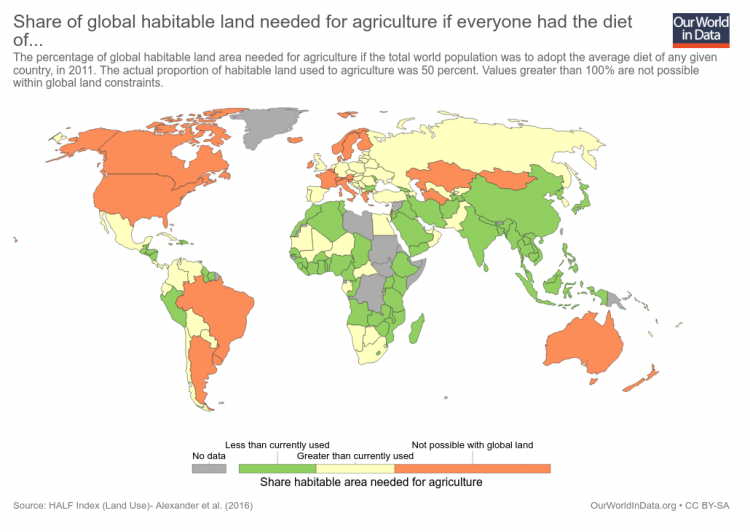 Share of global habitable land needed for agriculture if everyone had the diet
of...
Our World
in Data
The percentage of global habitable land area needed for agriculture if the total world population was to adopt the average diet of any given
country, in 2011. The actual proportion of habitable land used to agriculture was 50 percent. Values greater than 100% are not possible
within global land constraints.
Less than currently used
Not possible with global land
No data
Greater than currently used
Share habitable area needed for agriculture
Source: HALF Index (Land Use)- Alexander et al. (2016)
OurWorldInData.org • CC BY-SA